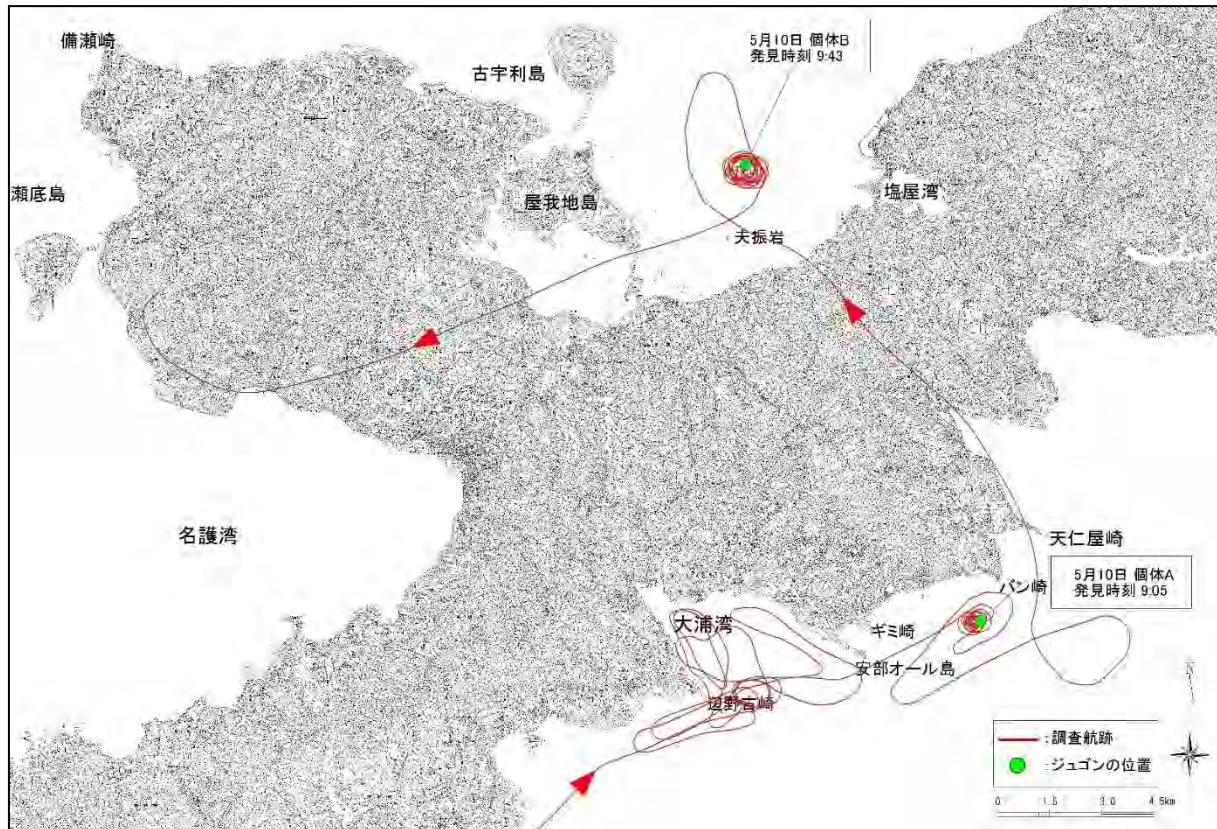 備瀬崎
古宇利島
5月10日 個体B
発見時刻 9:43
瀬底島
屋我地島
塩屋湾
夫振岩
名護湾
天仁屋崎
5月10日 個体A
発見時刻 9:05
バン崎
大浦湾
ギミ崎
安部オール島
辺野古崎
N
:調査航跡
:ジュゴンの位置
0 1.5 3.0 4.5km